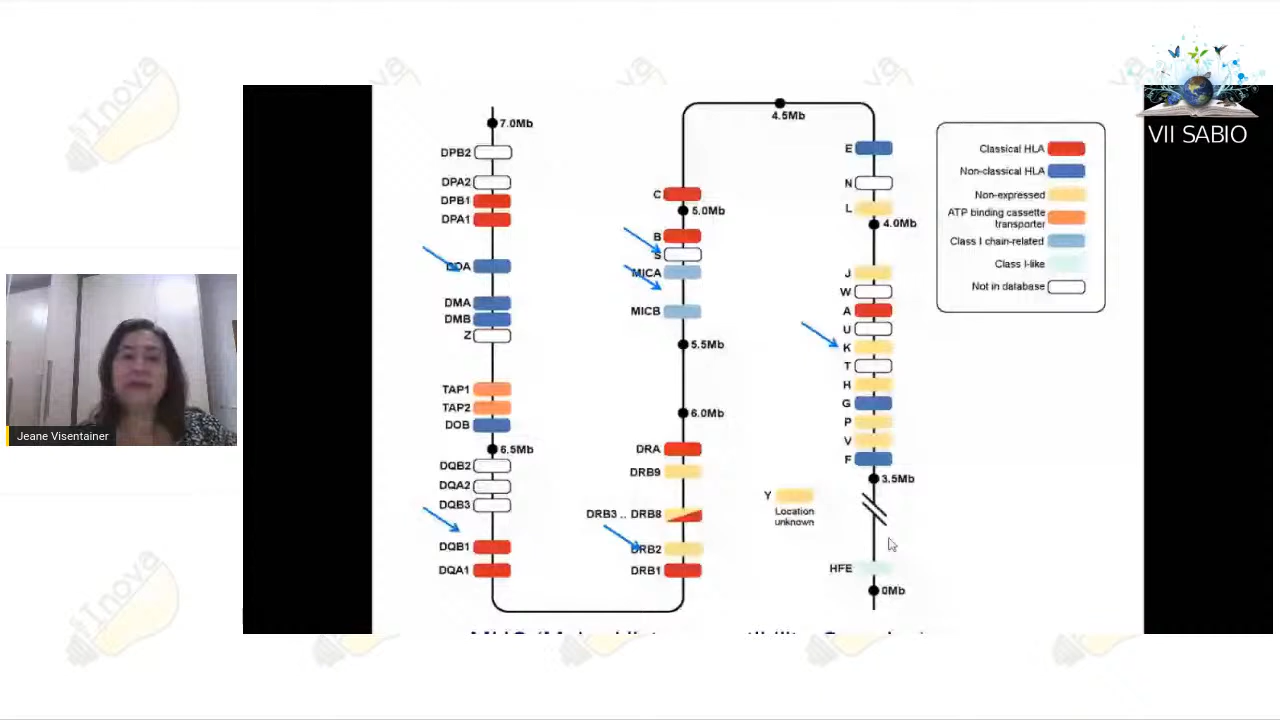 VII SABIO
Jeane Visentainer
7.0Mb
DPB2
DPA2
DPB1
DPA1
DOA
DMA
DMB
Z
TAP1
TAP2
DOB
6.5Mb
DQB2
DQA2
DQB3
DQB1
DQA1
4.5Mb
C
5.0Mb
B
S
MICA
MICB
5.5Mb
6.0Mb
DRA
DRB9
DRB3 .. DRB8
DRB2
DRB1
E
N
L
4.0Mb
J
W
A
U
K
T
H
G
P
V
F
3.5Mb
Y
Location
unknown
HFE
0Mb
Classical HLA
Non-classical HLA
Non-expressed
ATP binding cassette
transporter
Class I chain-related
Class I-like
Not in database
fInova
fInova